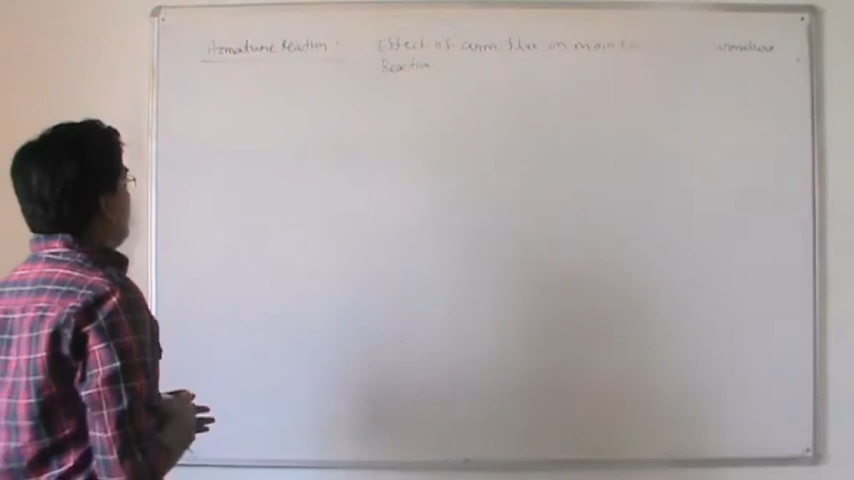 Armature Reaction : Effect of arm flux on main armature
Reaction.